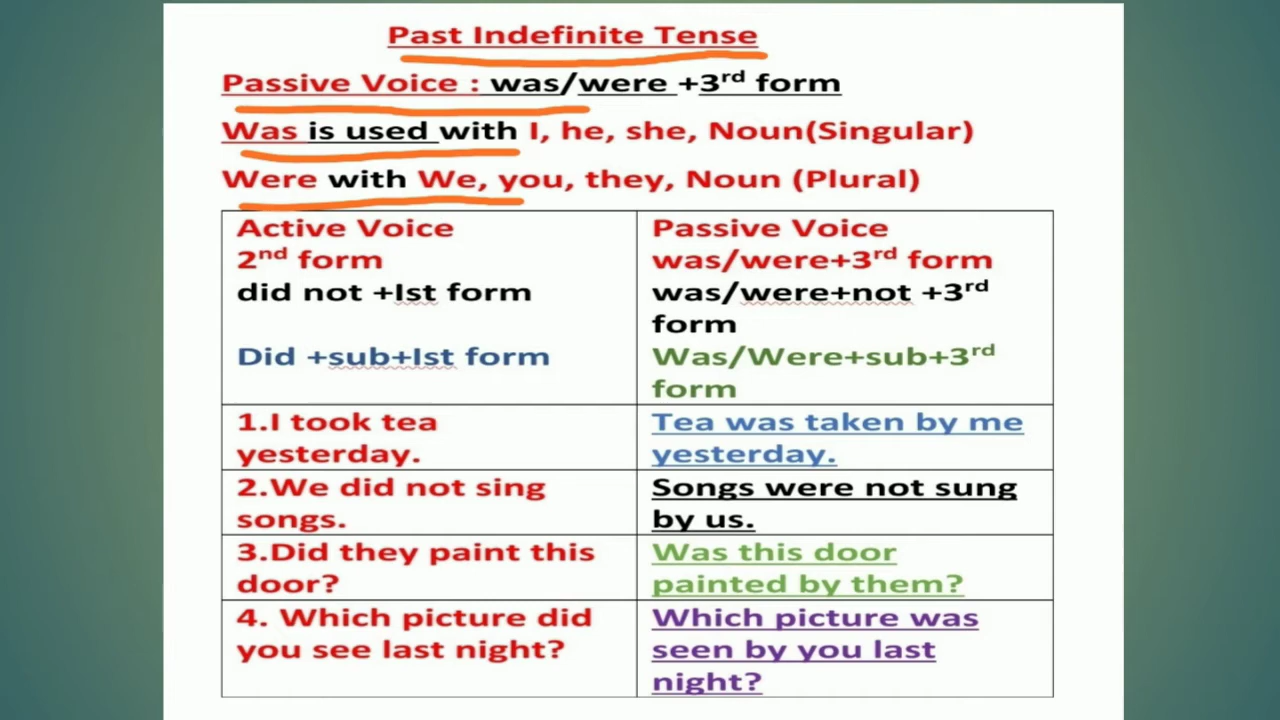 Past Indefinite Tense
Passive Voice : was/were +3rd form
Was is used with I, he, she, Noun(Singular)
Were with We, you, they, Noun (Plural)
Active Voice
2nd form
did not +Ist form
Did +sub+Ist form
Passive Voice
was/were+3rd form
was/were+not +3rd
form
Was/Were+sub+3rd
form
1.I took tea
yesterday.
Tea was taken by me
yesterday.
2.We did not sing
songs.
Songs were not sung
by us.
3.Did they paint this
door?
Was this door
painted by them?
4. Which picture did
you see last night?
Which picture was
seen by you last
night?